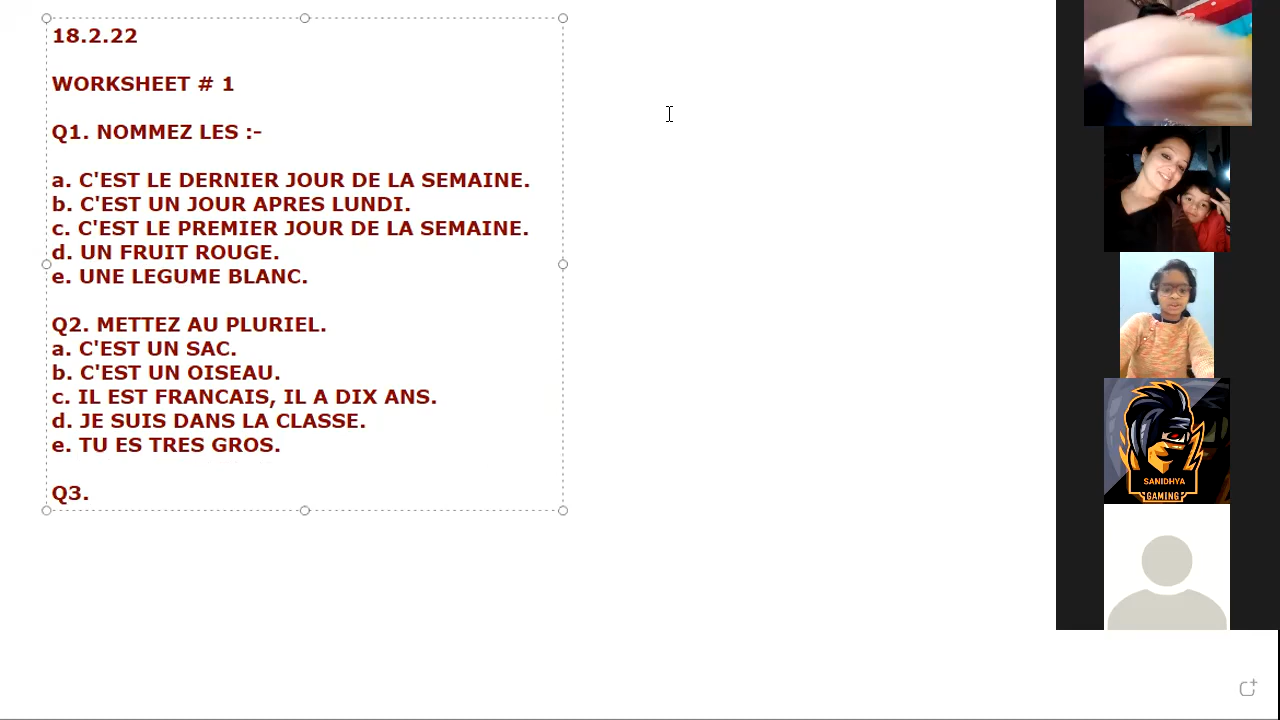 18.2.22
WORKSHEET # 1
Q1. NOMMEZ LES :-
a. C'EST LE DERNIER JOUR DE LA SEMAINE.
b. C'EST UN JOUR APRES LUNDI.
c. C'EST LE PREMIER JOUR DE LA SEMAINE.
d. UN FRUIT ROUGE.
e. UNE LEGUME BLANC.
Q2. METTEZ AU PLURIEL.
a. C'EST UN SAC.
b. C'EST UN OISEAU.
c. IL EST FRANCAIS, IL A DIX ANS.
d. JE SUIS DANS LA CLASSE.
e. TU ES TRES GROS.
Q3.
SANIDHYA
GAMING